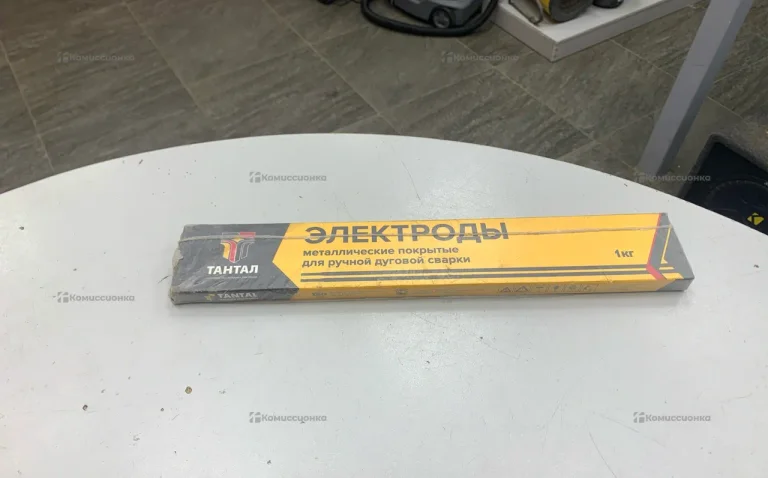 Комиссионка
Комиссионка
Комиссионка
Комиссионка
Комиссионка
ЭЛЕКТРОДЫ
металлические покрытые
для ручной дуговой сварки
1кг
ТАНТАЛ
TANTAL
Комиссионка
Комиссионка
Комиссионка